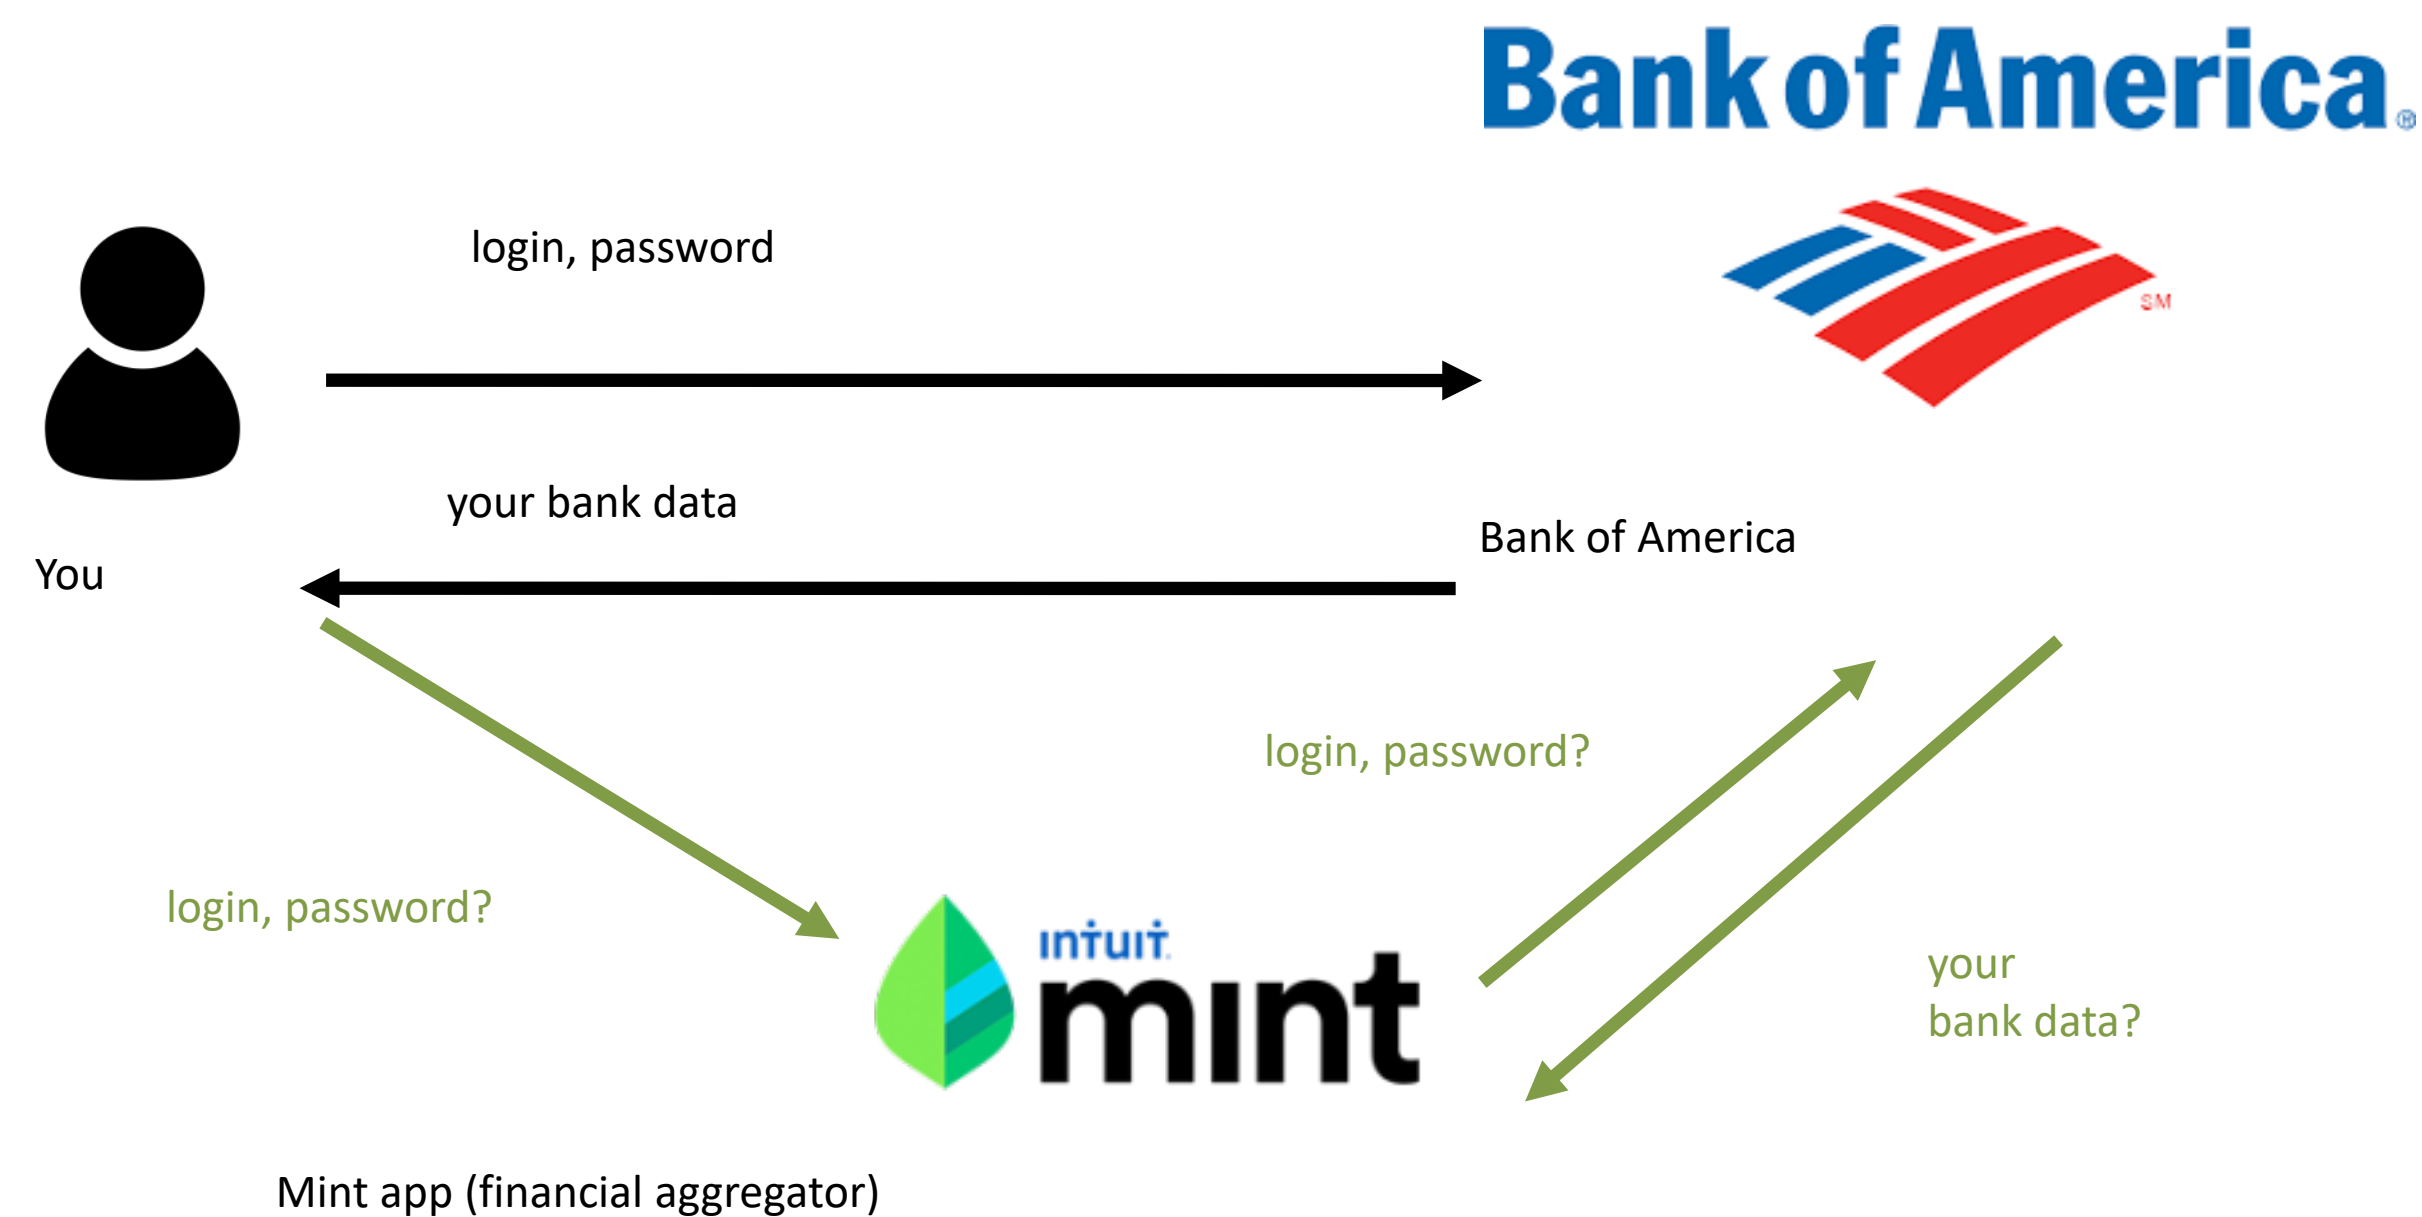 Bank of America®
SM
login, password
your bank data
Bank of America
You
login, password?
login, password?
intuit
mint
your
bank data?
Mint app (financial aggregator)